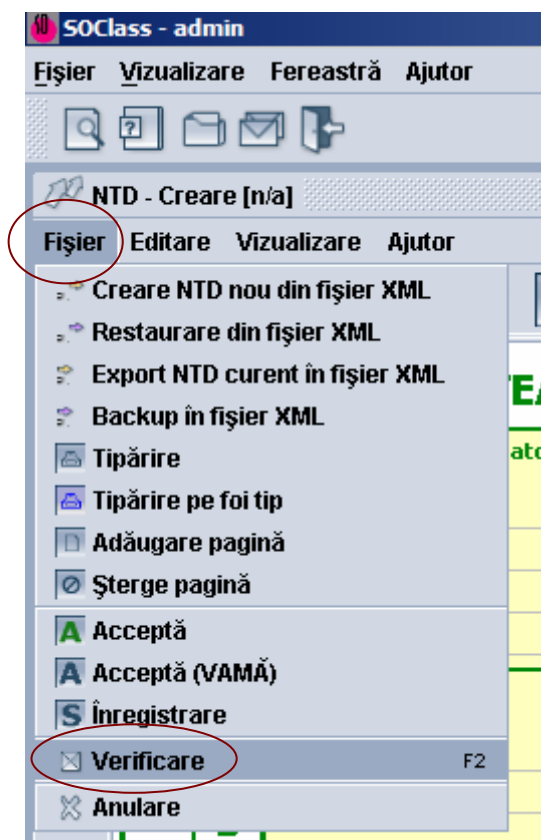 SOClass - admin
Fişier Vizualizare Fereastră Ajutor
NTD - Creare [n/a]
Fişier Editare Vizualizare Ajutor
Creare NTD nou din fişier XML
Restaurare din fişier XML
Export NTD curent în fişier XML
Backup în fişier XML
Tipărire
Tipărire pe foi tip
Adăugare pagină
Şterge pagină
A Acceptă
A Acceptă (VAMĂ)
S Înregistrare
Verificare F2
Anulare